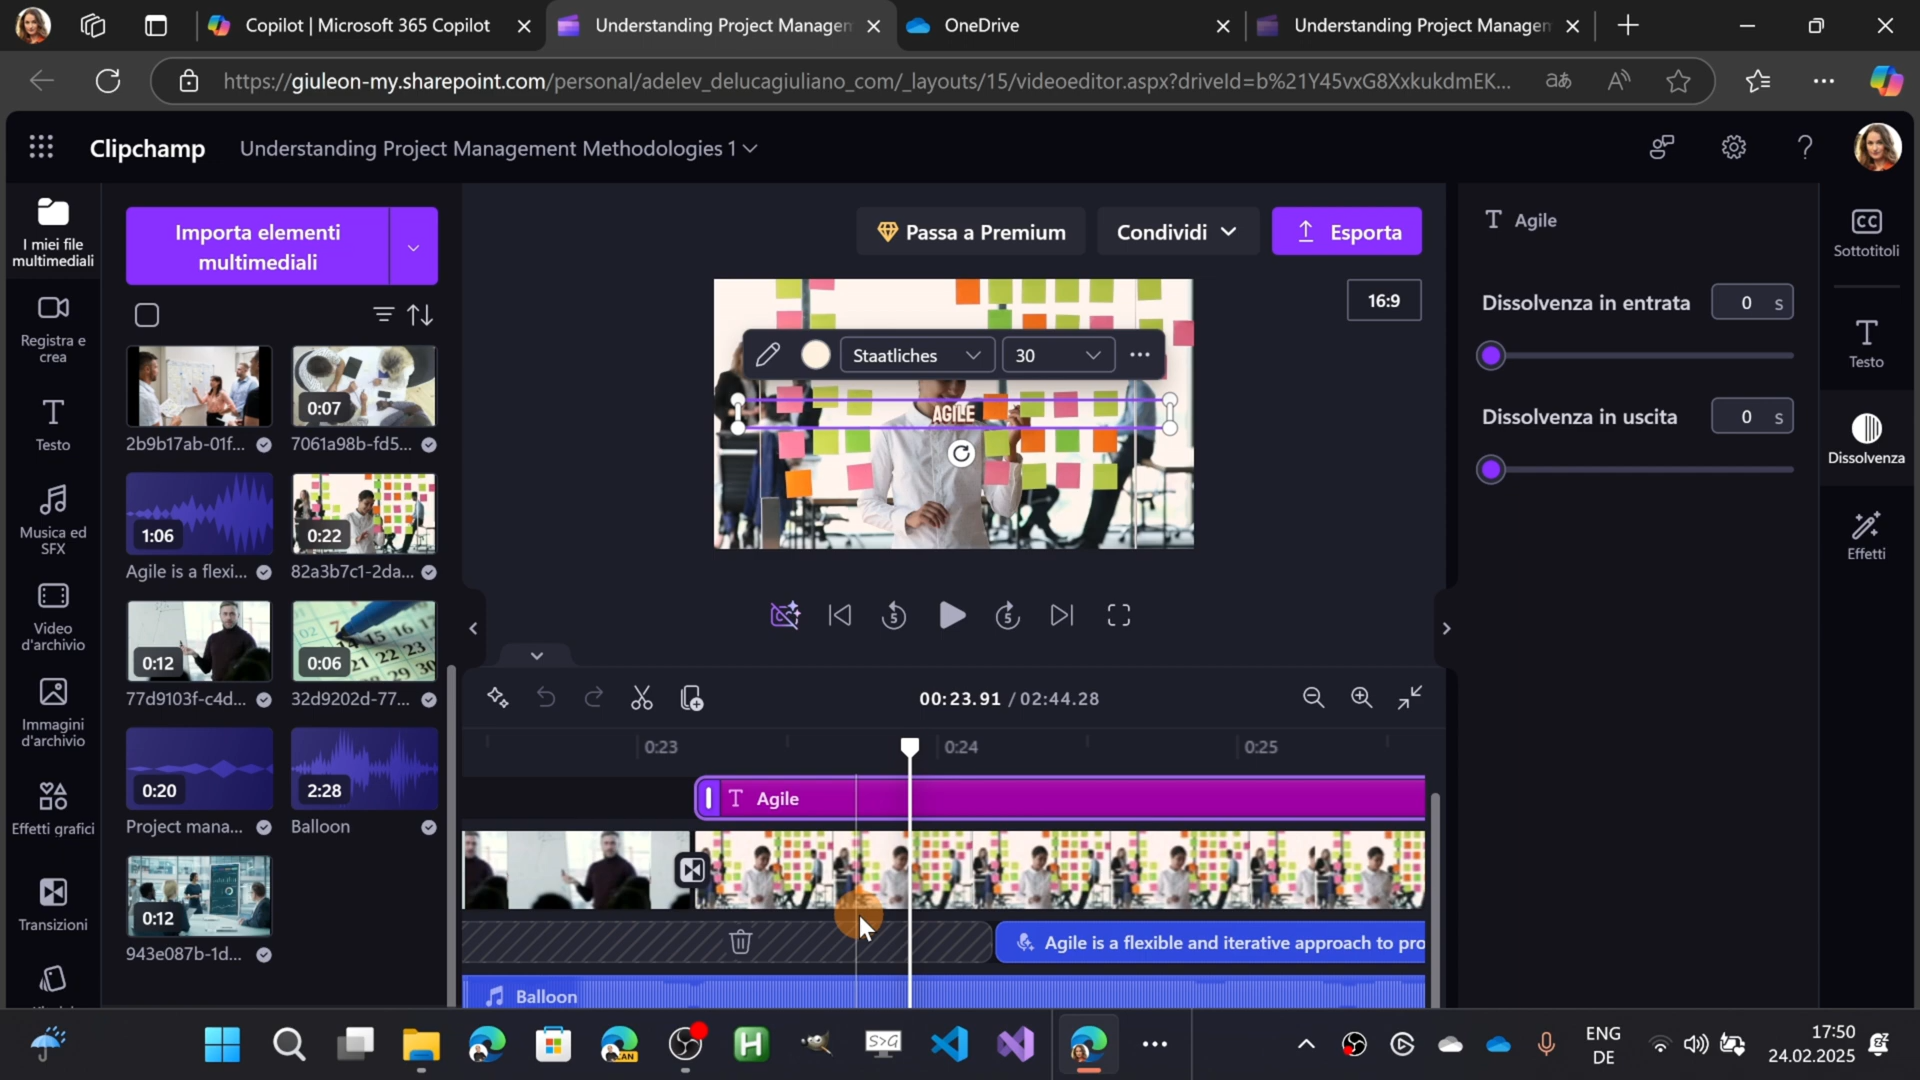 Copilot | Microsoft 365 Copilot
Understanding Project Managen
OneDrive
Understanding Project Managen
https://giuleon-my.sharepoint.com/personal/adelev_delucagiuliano_com/_layouts/15/videoeditor.aspx?driveId=b%21Y45vxG8XxkukdmEK...
Clipchamp
Understanding Project Management Methodologies 1
I miei file
multimediali
Registra e
crea
Testo
Musica ed
SFX
Video
d'archivio
Immagini
d'archivio
Effetti grafici
Transizioni
Importa elementi
multimediali
2b9b17ab-01f...
0:07
7061a98b-fd5...
1:06
Agile is a flexi...
0:22
82a3b7c1-2da...
0:12
77d9103f-c4d...
0:06
32d9202d-77...
0:20
Project mana...
2:28
Balloon
0:12
943e087b-1d...
Passa a Premium
Condividi
Esporta
16:9
Staatliches
30
AGILE
5
5
00:23.91 / 02:44.28
0:23
0:24
0:25
Agile
Agile is a flexible and iterative approach to pro
Balloon
Agile
Dissolvenza in entrata
0 s
Dissolvenza in uscita
0 s
CC
Sottotitoli
Testo
Dissolvenza
Effetti
ENG
DE
17:50
24.02.2025